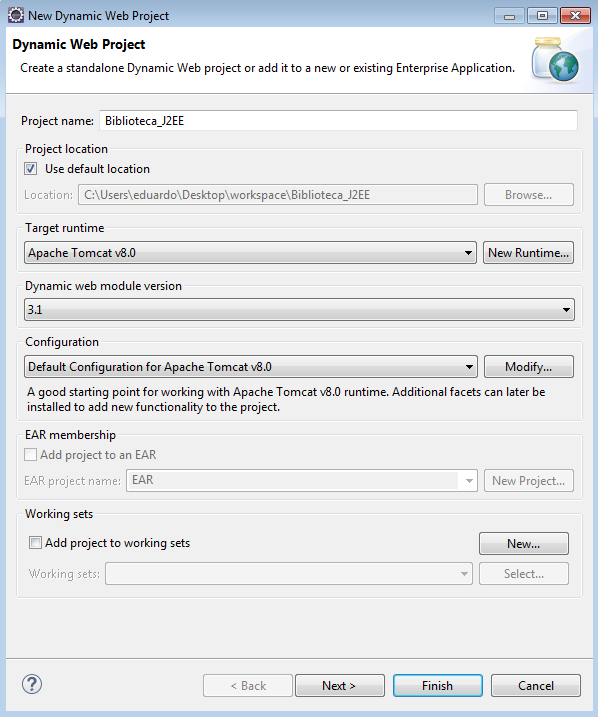 New Dynamic Web Project
Dynamic Web Project
Create a standalone Dynamic Web project or add it to a new or existing Enterprise Application.
Project name: Biblioteca_J2EE
Project location
Use default location
Location: C:\Users\eduardo\Desktop\workspace\Biblioteca_J2EE Browse...
Target runtime
Apache Tomcat v8.0 New Runtime...
Dynamic web module version
3.1
Configuration
Default Configuration for Apache Tomcat v8.0 Modify...
A good starting point for working with Apache Tomcat v8.0 runtime. Additional facets can later be
installed to add new functionality to the project.
EAR membership
Add project to an EAR
EAR project name: EAR New Project...
Working sets
Add project to working sets New...
Working sets: Select...
? < Back Next > Finish Cancel